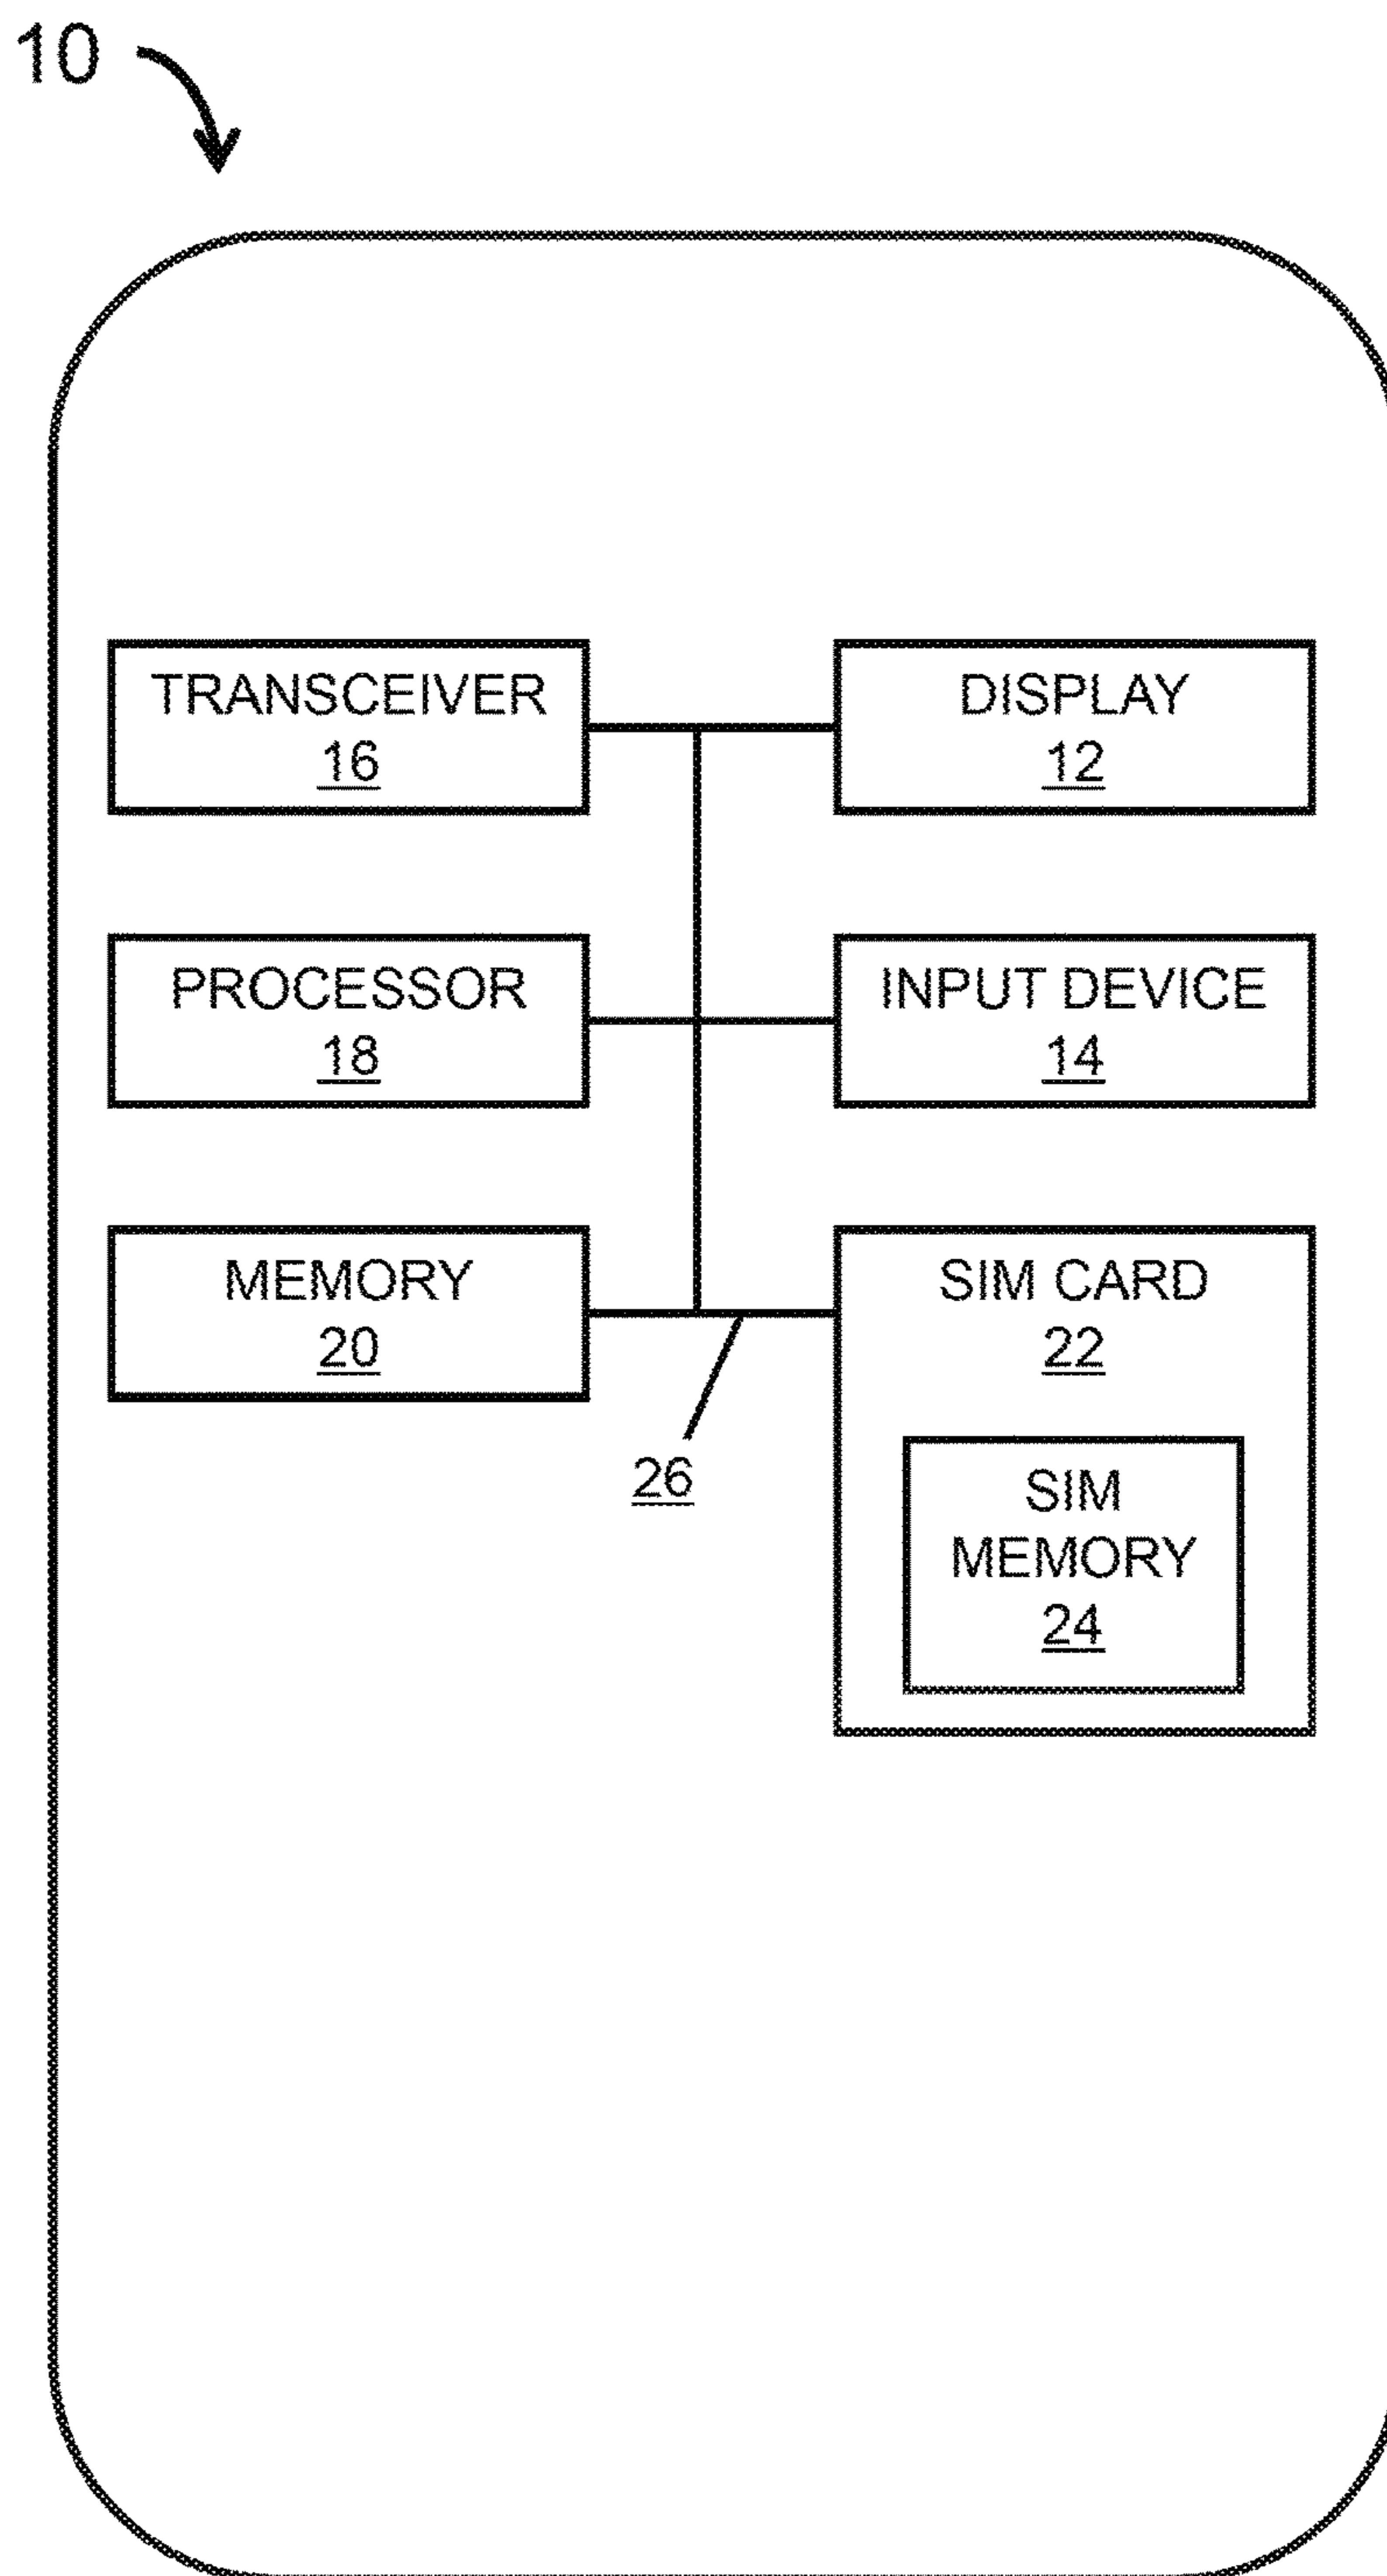 10
TRANSCEIVER
16
DISPLAY
12
PROCESSOR
18
INPUT DEVICE
14
MEMORY
20
SIM CARD
22
26
SIM
MEMORY
24